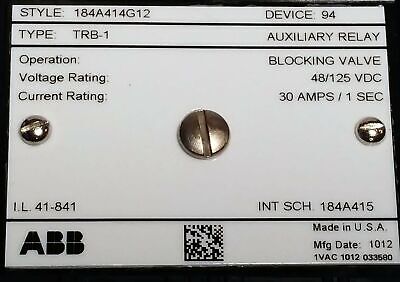 STYLE: 184A414G12 DEVICE: 94
TYPE: TRB-1 AUXILIARY RELAY
Operation: BLOCKING VALVE
Voltage Rating: 48/125 VDC
Current Rating: 30 AMPS / 1 SEC
I.L. 41-841 INT SCH. 184A415
ABB
Made in U.S.A.
Mfg Date: 1012
1VAC 1012 033580